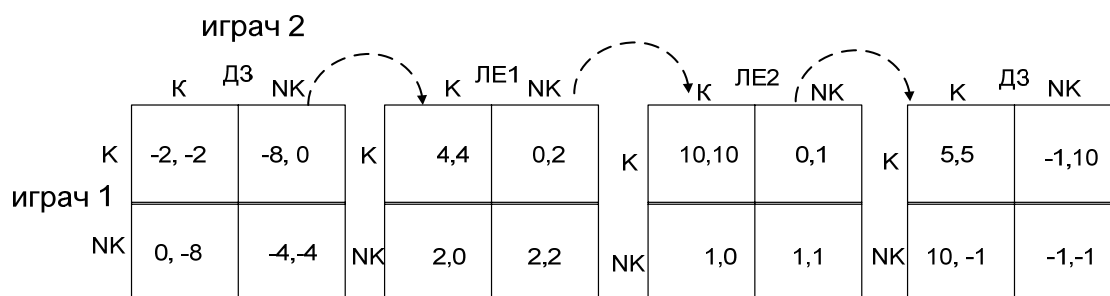 играч 2
ДЗ ЛЕ1 ЛЕ2 ДЗ
К NK K NK К NK K NK
K -2, -2 -8, 0 K 4,4 0,2 K 10,10 0,1 K 5,5 -1,10
играч 1
NK 0, -8 -4,-4 NK 2,0 2,2 NK 1,0 1,1 NK 10, -1 -1,-1